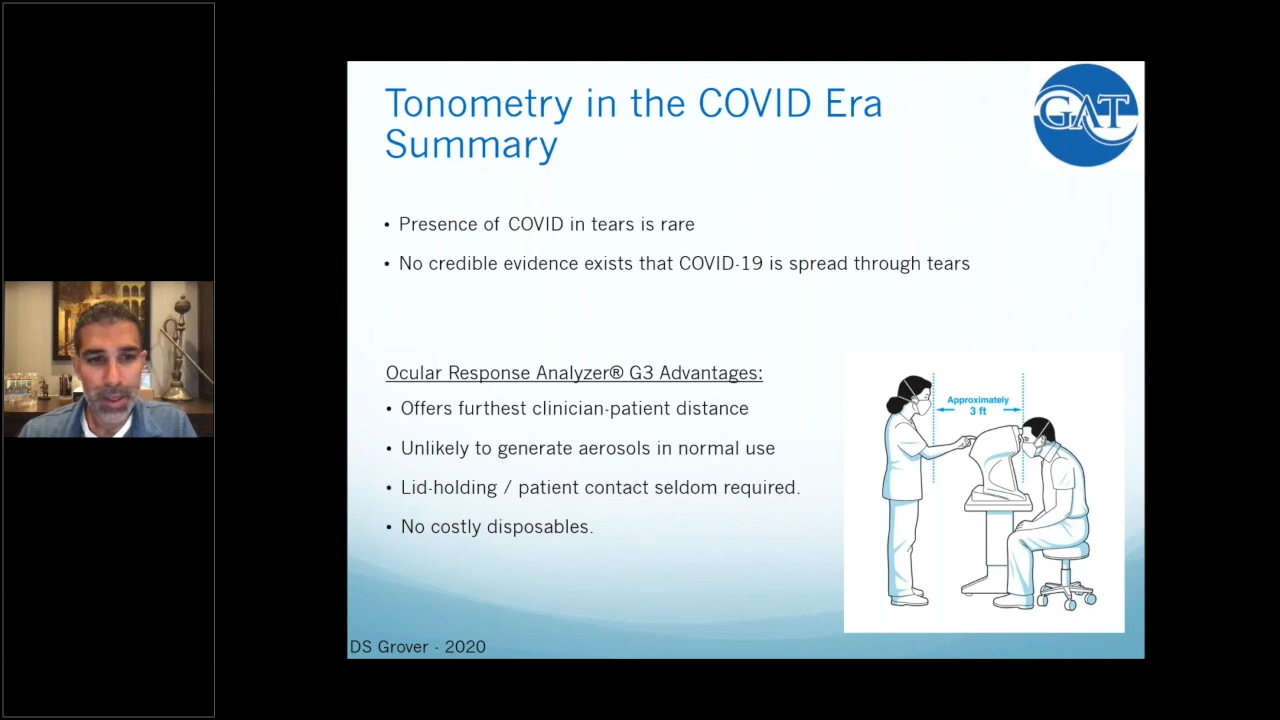 Tonometry in the COVID Era
Summary
GAT
• Presence of COVID in tears is rare
• No credible evidence exists that COVID-19 is spread through tears
Ocular Response Analyzer® G3 Advantages:
• Offers furthest clinician-patient distance
• Unlikely to generate aerosols in normal use
• Lid-holding / patient contact seldom required.
• No costly disposables.
Approximately
3 ft
DS Grover - 2020